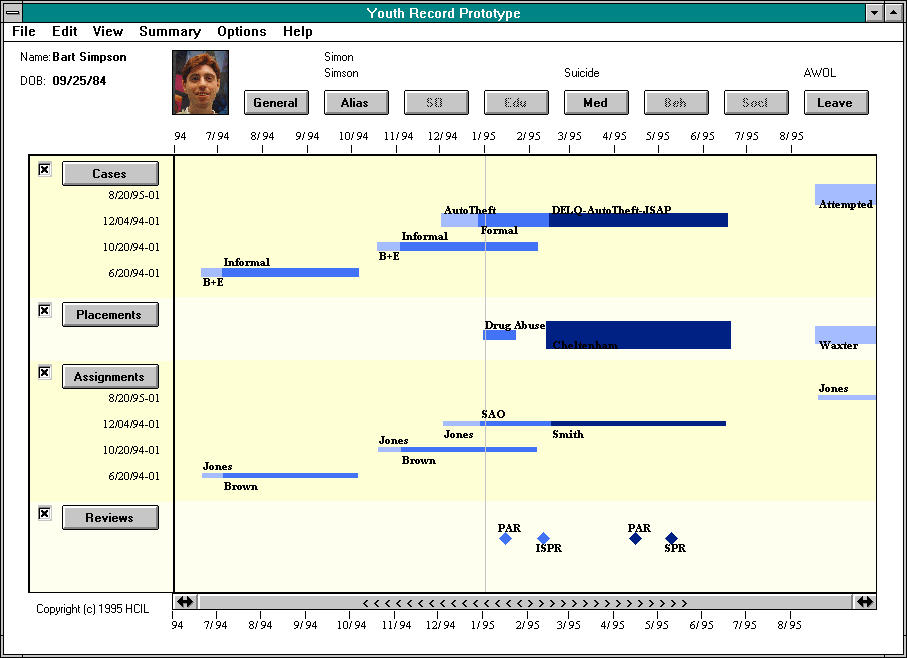 Youth Record Prototype
File Edit View Summary Options Help
Name: Bart Simpson
DOB: 09/25/84
Simon
Simson
Suicide
AWOL
General Alias SO Edu Med Beh Socl Leave
94 7/94 8/94 9/94 10/94 11/94 12/94 1/95 2/95 3/95 4/95 5/95 6/95 7/95 8/95
Cases
8/20/95-01
Attempted
12/04/94-01
AutoTheft
DELQ-AutoTheft-JSAP
Formal
10/20/94-01
Informal
B+E
6/20/94-01
Informal
B+E
Placements
Drug Abuse
Cheltenham
Waxter
Assignments
8/20/95-01
Jones
12/04/94-01
SAO
Jones
Smith
10/20/94-01
Jones
Brown
6/20/94-01
Jones
Brown
Reviews
PAR
ISPR
PAR
SPR
Copyright (c) 1995 HCIL
< < < < < < < < < < < < < < < > > > > > > > > > > > > > > >
94 7/94 8/94 9/94 10/94 11/94 12/94 1/95 2/95 3/95 4/95 5/95 6/95 7/95 8/95